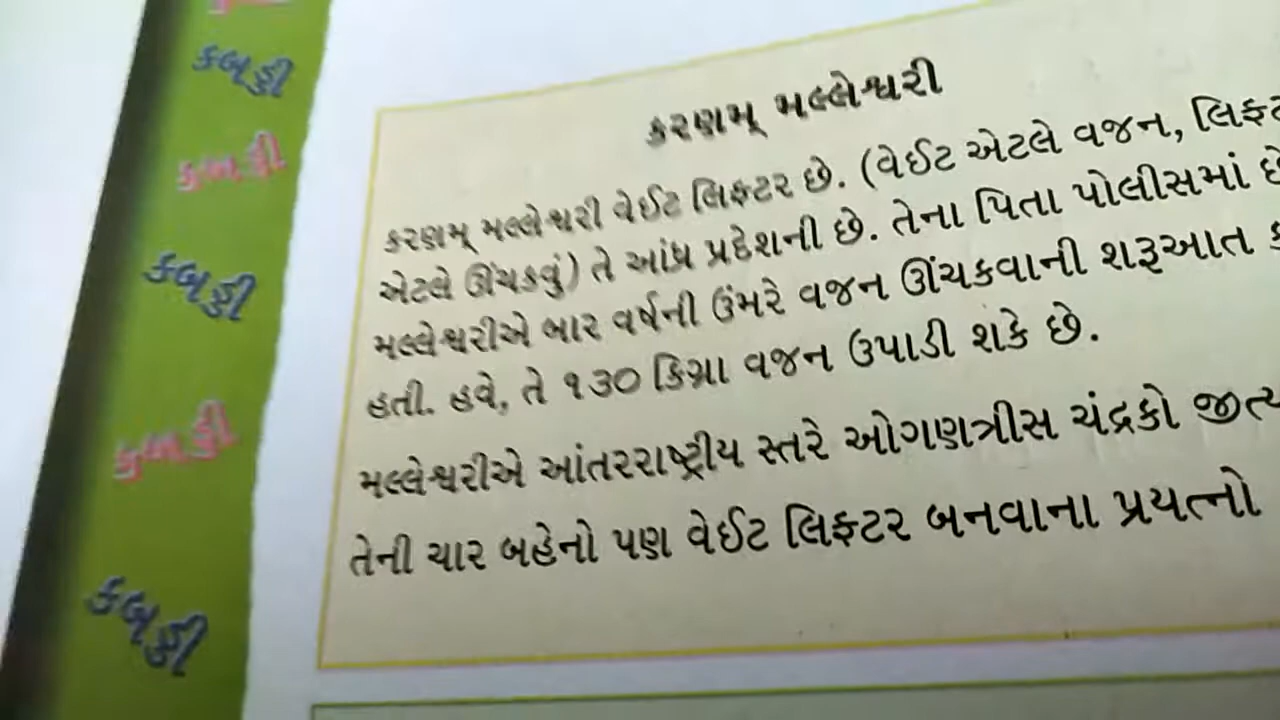 કબડ્ડી
કબડ્ડી
કબડ્ડી
કબડ્ડી
કબડ્ડી
કરણમ્ મલ્લેશ્વરી
કરણમ્ મલ્લેશ્વરી વેઈટ લિફ્ટર છે. (વેઈટ એટલે વજન, લિફ્ટ
એટલે ઊંચકવું) તે આંધ્ર પ્રદેશની છે. તેના પિતા પોલીસમાં છે
મલ્લેશ્વરીએ બાર વર્ષની ઉંમરે વજન ઊંચકવાની શરૂઆત
હતી. હવે, તે ૧૩૦ કિગ્રા વજન ઉપાડી શકે છે.
મલ્લેશ્વરીએ આંતરરાષ્ટ્રીય સ્તરે ઓગણત્રીસ ચંદ્રકો
તેની ચાર બહેનો પણ વેઈટ લિફ્ટર બનવાના પ્રયત્નો